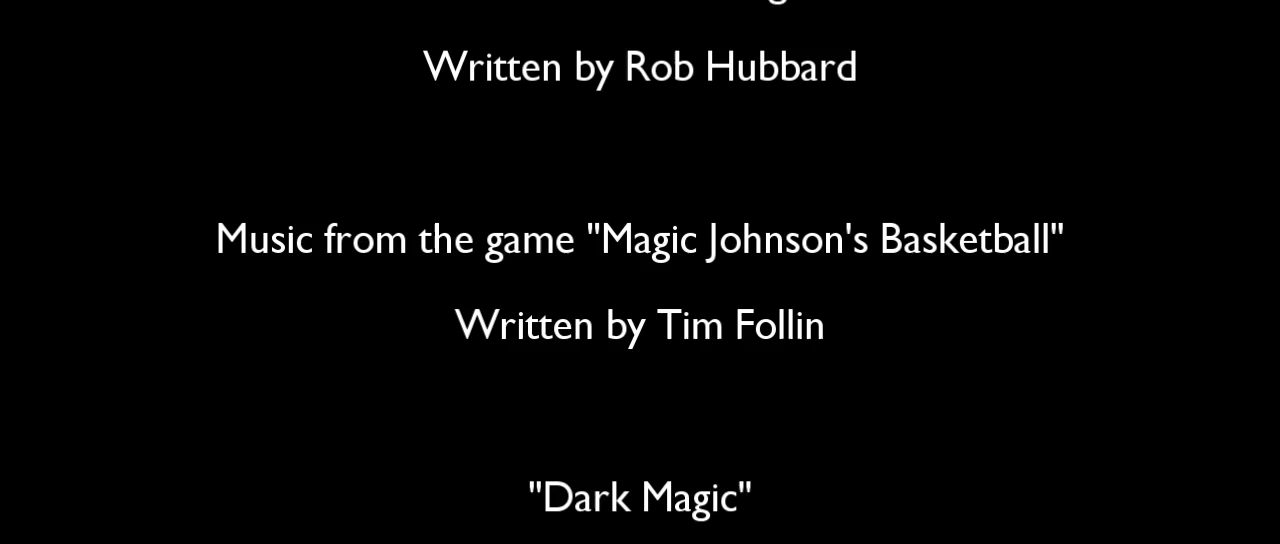 Written by Rob Hubbard
Music from the game "Magic Johnson's Basketball"
Written by Tim Follin
"Dark Magic"